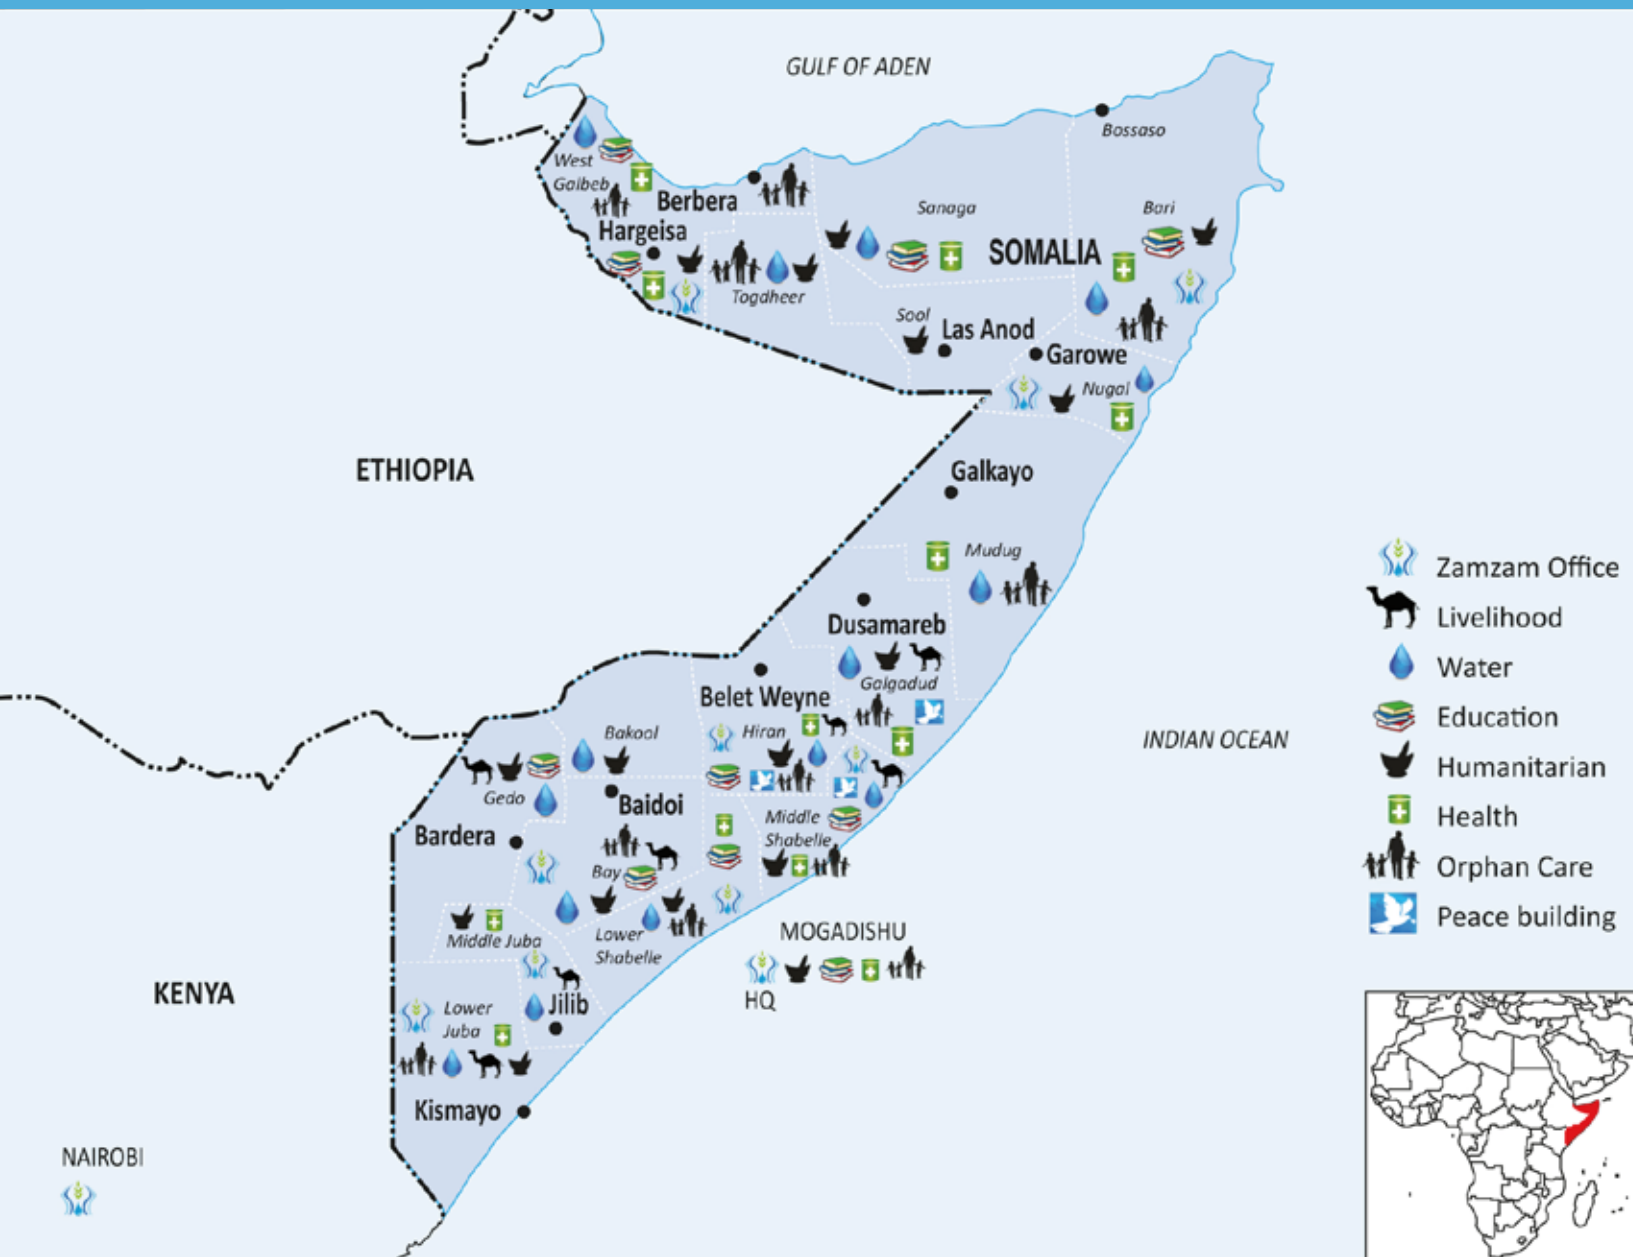 GULF OF ADEN
Bossaso
West
Galbeb
Berbera
Hargeisa
Togdheer
Sanaga
SOMALIA
Bari
Sool
Las Anod
Garowe
Nugal
ETHIOPIA
Galkayo
Mudug
Dusamareb
Galgadud
Belet Weyne
Hiran
Bakool
INDIAN OCEAN
Gedo
Baidoi
Bardera
Middle
Shabelle
Bay
Middle Juba
Lower
Shabelle
MOGADISHU
HQ
KENYA
Jilib
Lower
Juba
Kismayo
NAIROBI
Zamzam Office
Livelihood
Water
Education
Humanitarian
Health
Orphan Care
Peace building